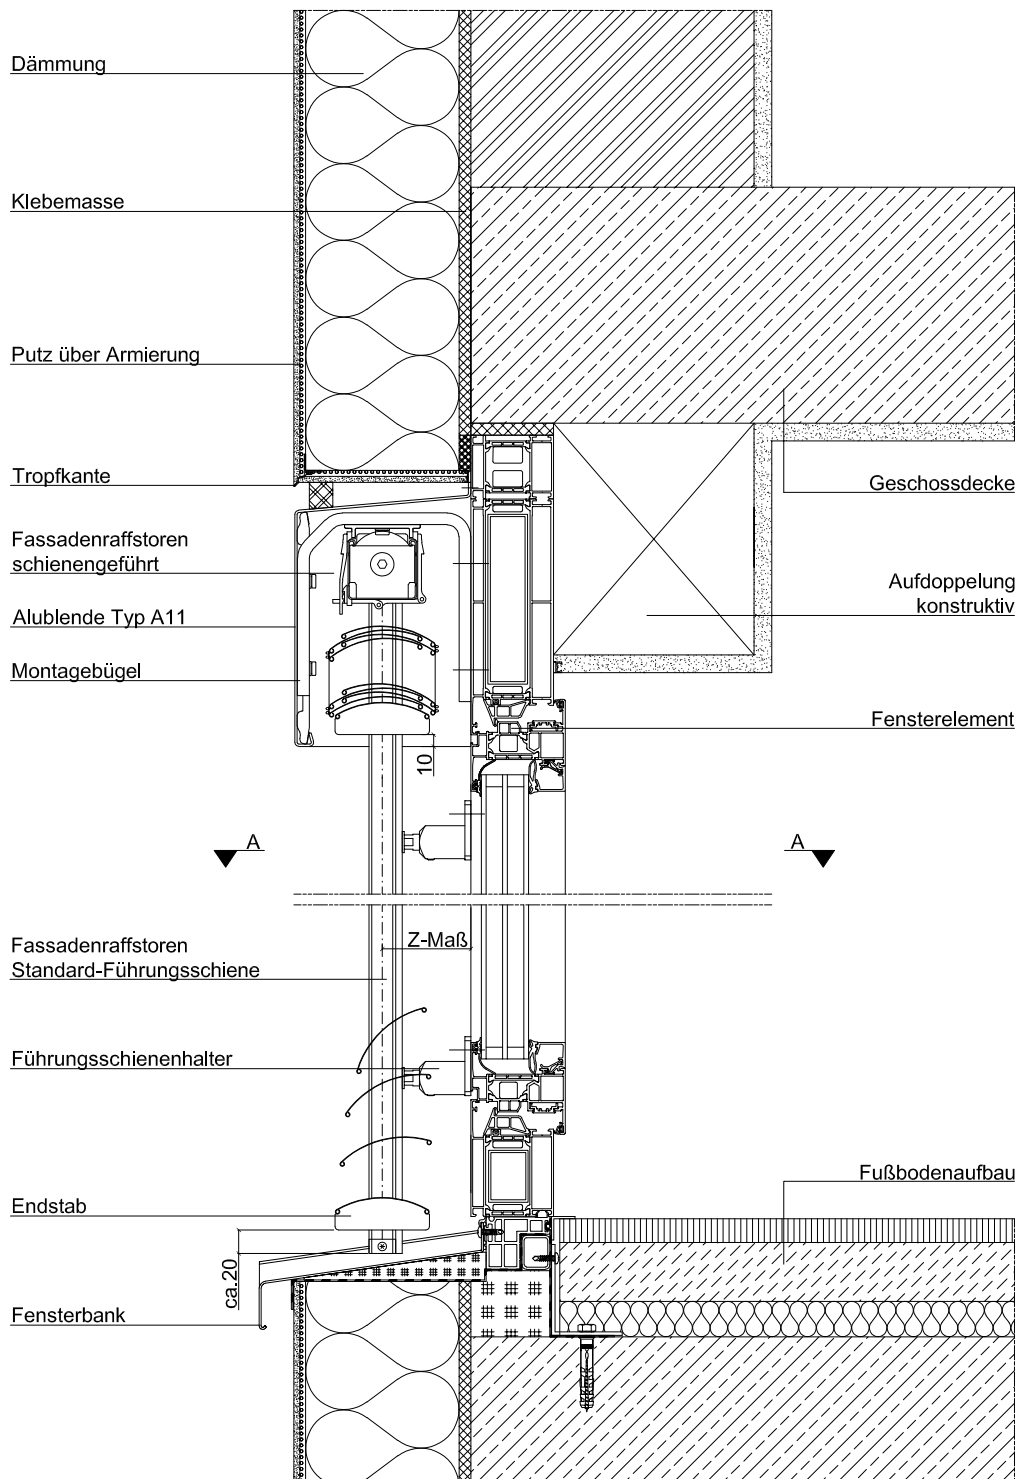 Dämmung
Klebemasse
Putz über Armierung
Tropfkante
Geschossdecke
Fassadenraffstoren
schienengeführt
Aufdoppelung
konstruktiv
Alublende Typ A11
Montagebügel
Fensterelement
10
A
A
Z-Maß
Fassadenraffstoren
Standard-Führungsschiene
Führungsschienenhalter
Fußbodenaufbau
Endstab
ca.20
Fensterbank